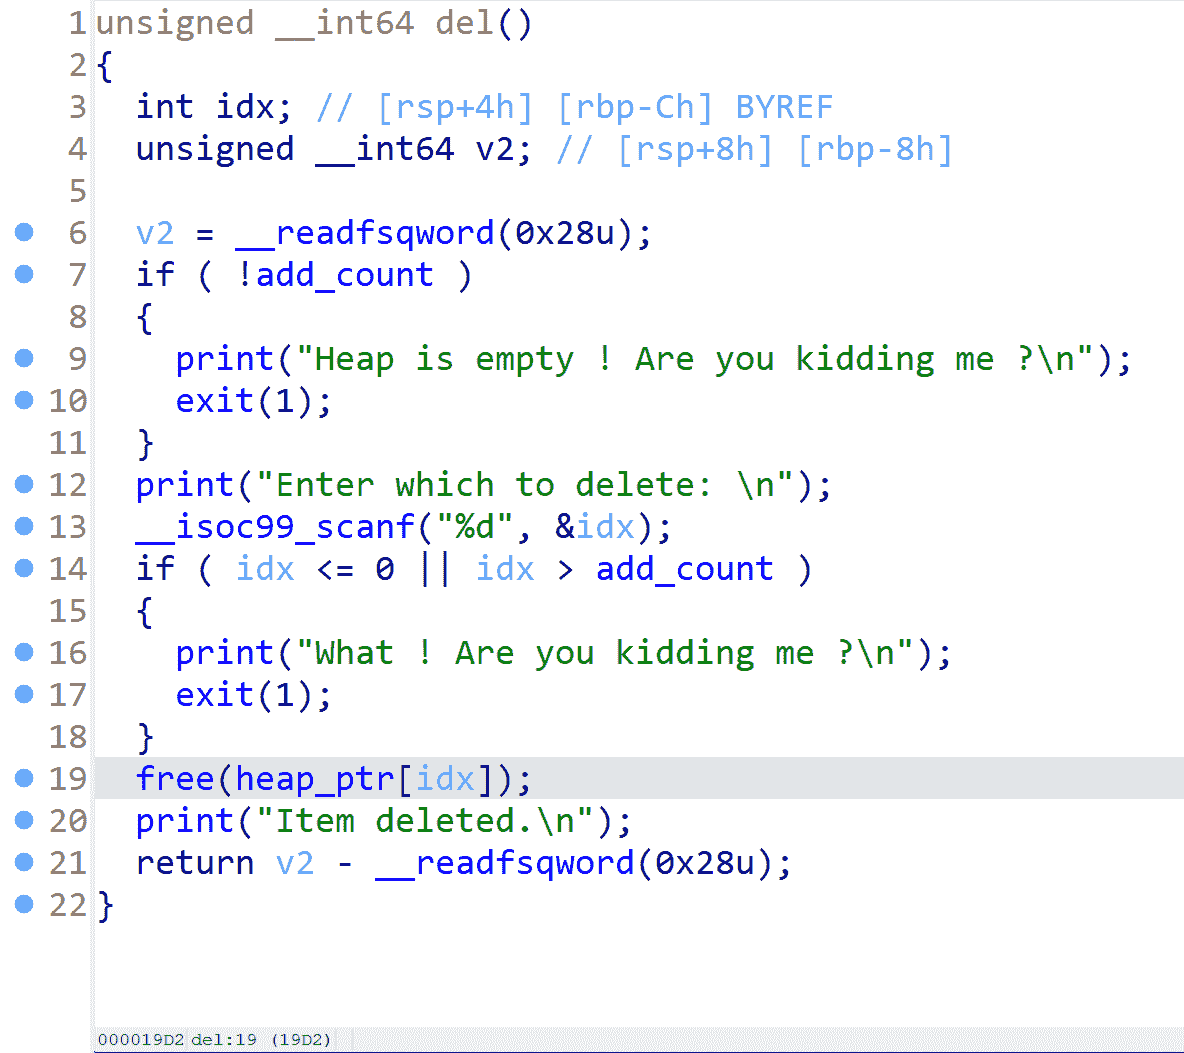 1 unsigned __int64 del()
2 {
3   int idx; // [rsp+4h] [rbp-Ch] BYREF
4   unsigned __int64 v2; // [rsp+8h] [rbp-8h]
5
6   v2 = __readfsqword(0x28u);
7   if ( !add_count )
8   {
9     print("Heap is empty ! Are you kidding me ?\n");
10     exit(1);
11   }
12   print("Enter which to delete: \n");
13   __isoc99_scanf("%d", &idx);
14   if ( idx <= 0 || idx > add_count )
15   {
16     print("What ! Are you kidding me ?\n");
17     exit(1);
18   }
19   free(heap_ptr[idx]);
20   print("Item deleted.\n");
21   return v2 - __readfsqword(0x28u);
22 }
000019D2 del:19 (19D2)